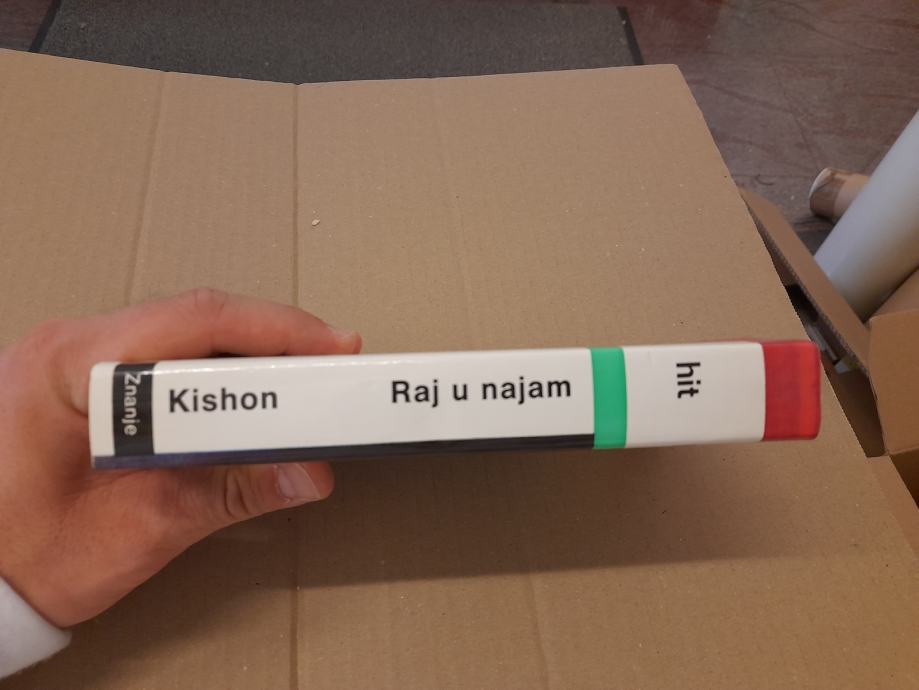 Znanje
Kishon
Raj u najam
hit